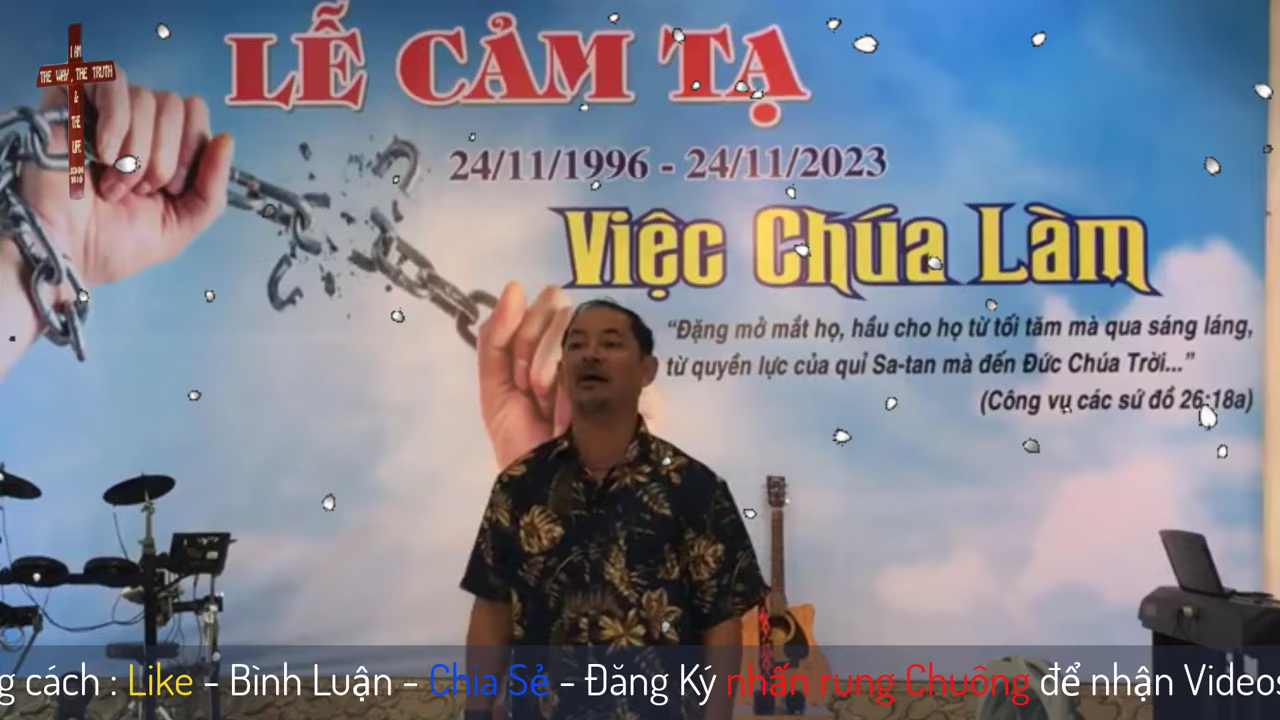 I AM
THE WAY, THE TRUTH
&
THE
LIFE
JOHN
LỄ CẢM TẠ
24/11/1996 - 24/11/2023
Việc Chúa Làm
“Đặng mở mắt họ, hầu cho họ từ tối tăm mà qua sáng láng,
từ quyền lực của quỉ Sa-tan mà đến Đức Chúa Trời...”
(Công vụ các sứ đồ 26:18a)
g cách : Like - Bình Luận - Chia Sẻ - Đăng Ký nhấn rung Chuông để nhận Videos